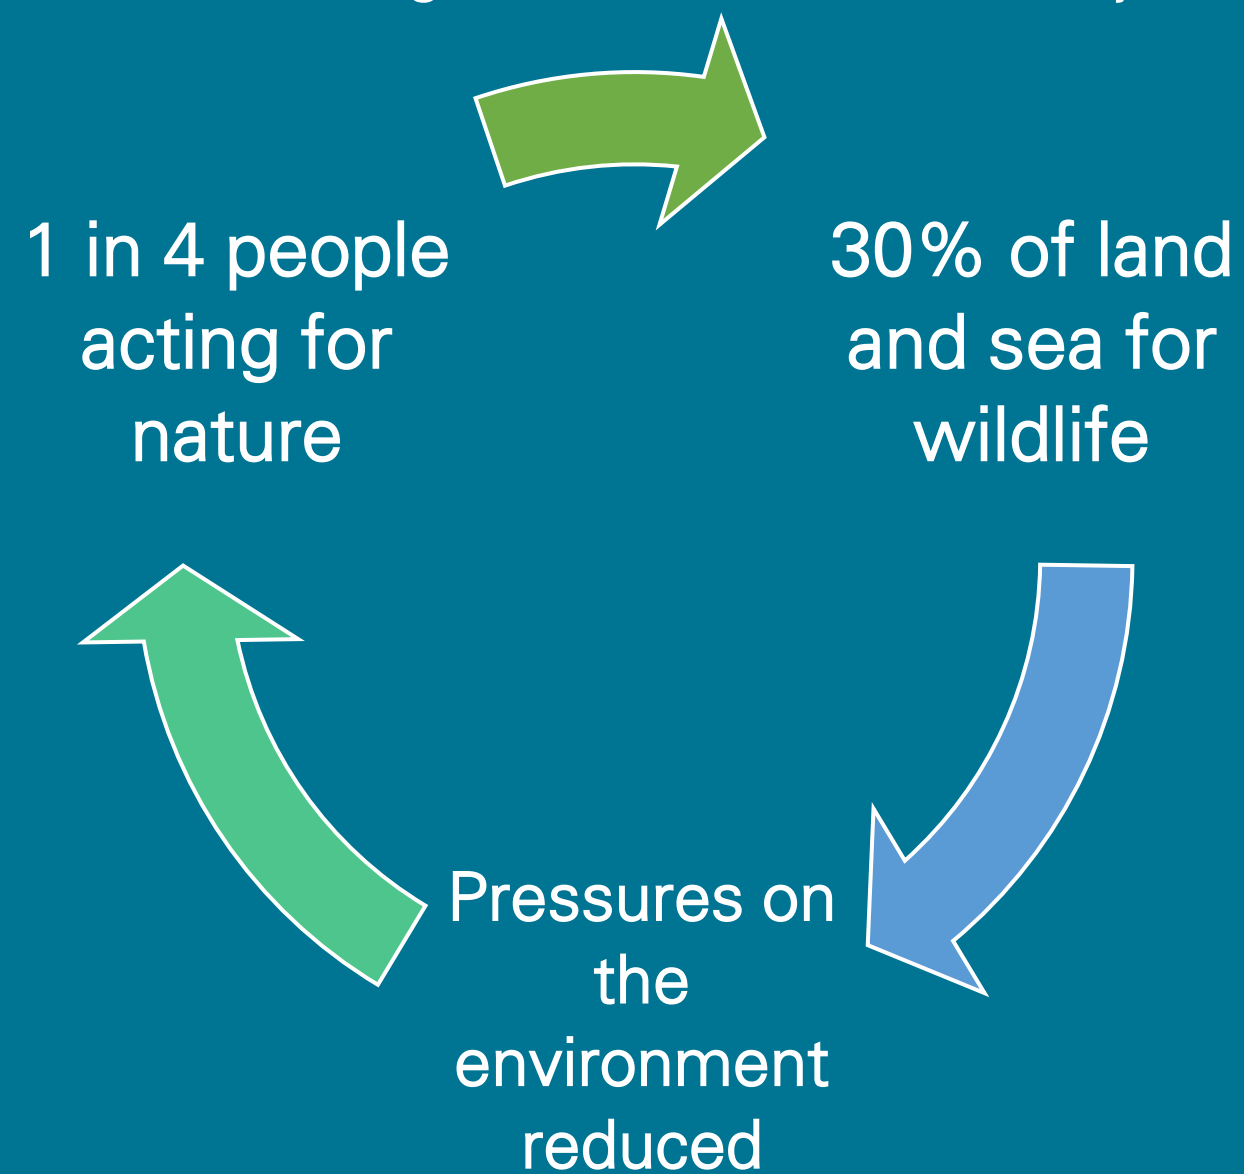 1 in 4 people
acting for
nature
30% of land
and sea for
wildlife
Pressures on
the
environment
reduced